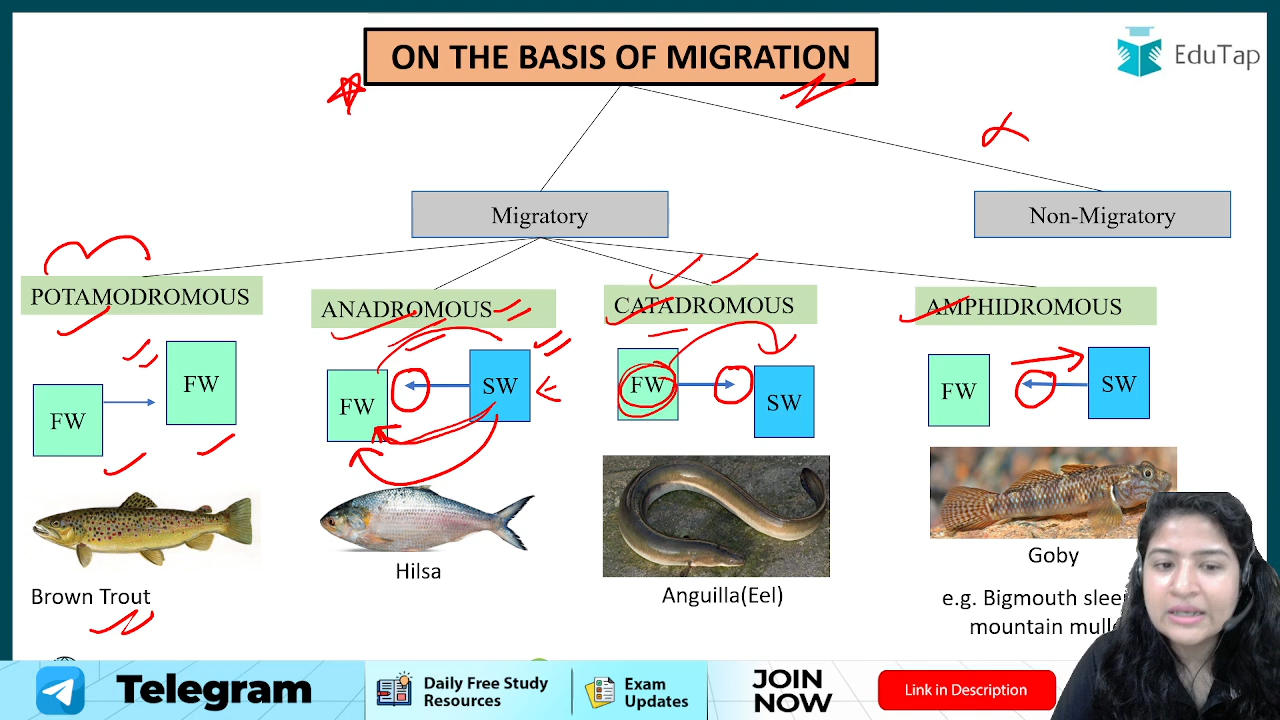 ON THE BASIS OF MIGRATION
EduTap
Migratory
Non-Migratory
POTAMODROMOUS
ANADROMOUS
CATADROMOUS
AMPHIDROMOUS
FW
FW
FW
SW
FW
SW
FW
SW
Brown Trout
Hilsa
Anguilla(Eel)
Goby
e.g. Bigmouth
mountain
Telegram
Daily Free Study
Resources
Exam
Updates
JOIN
NOW
Link in Description